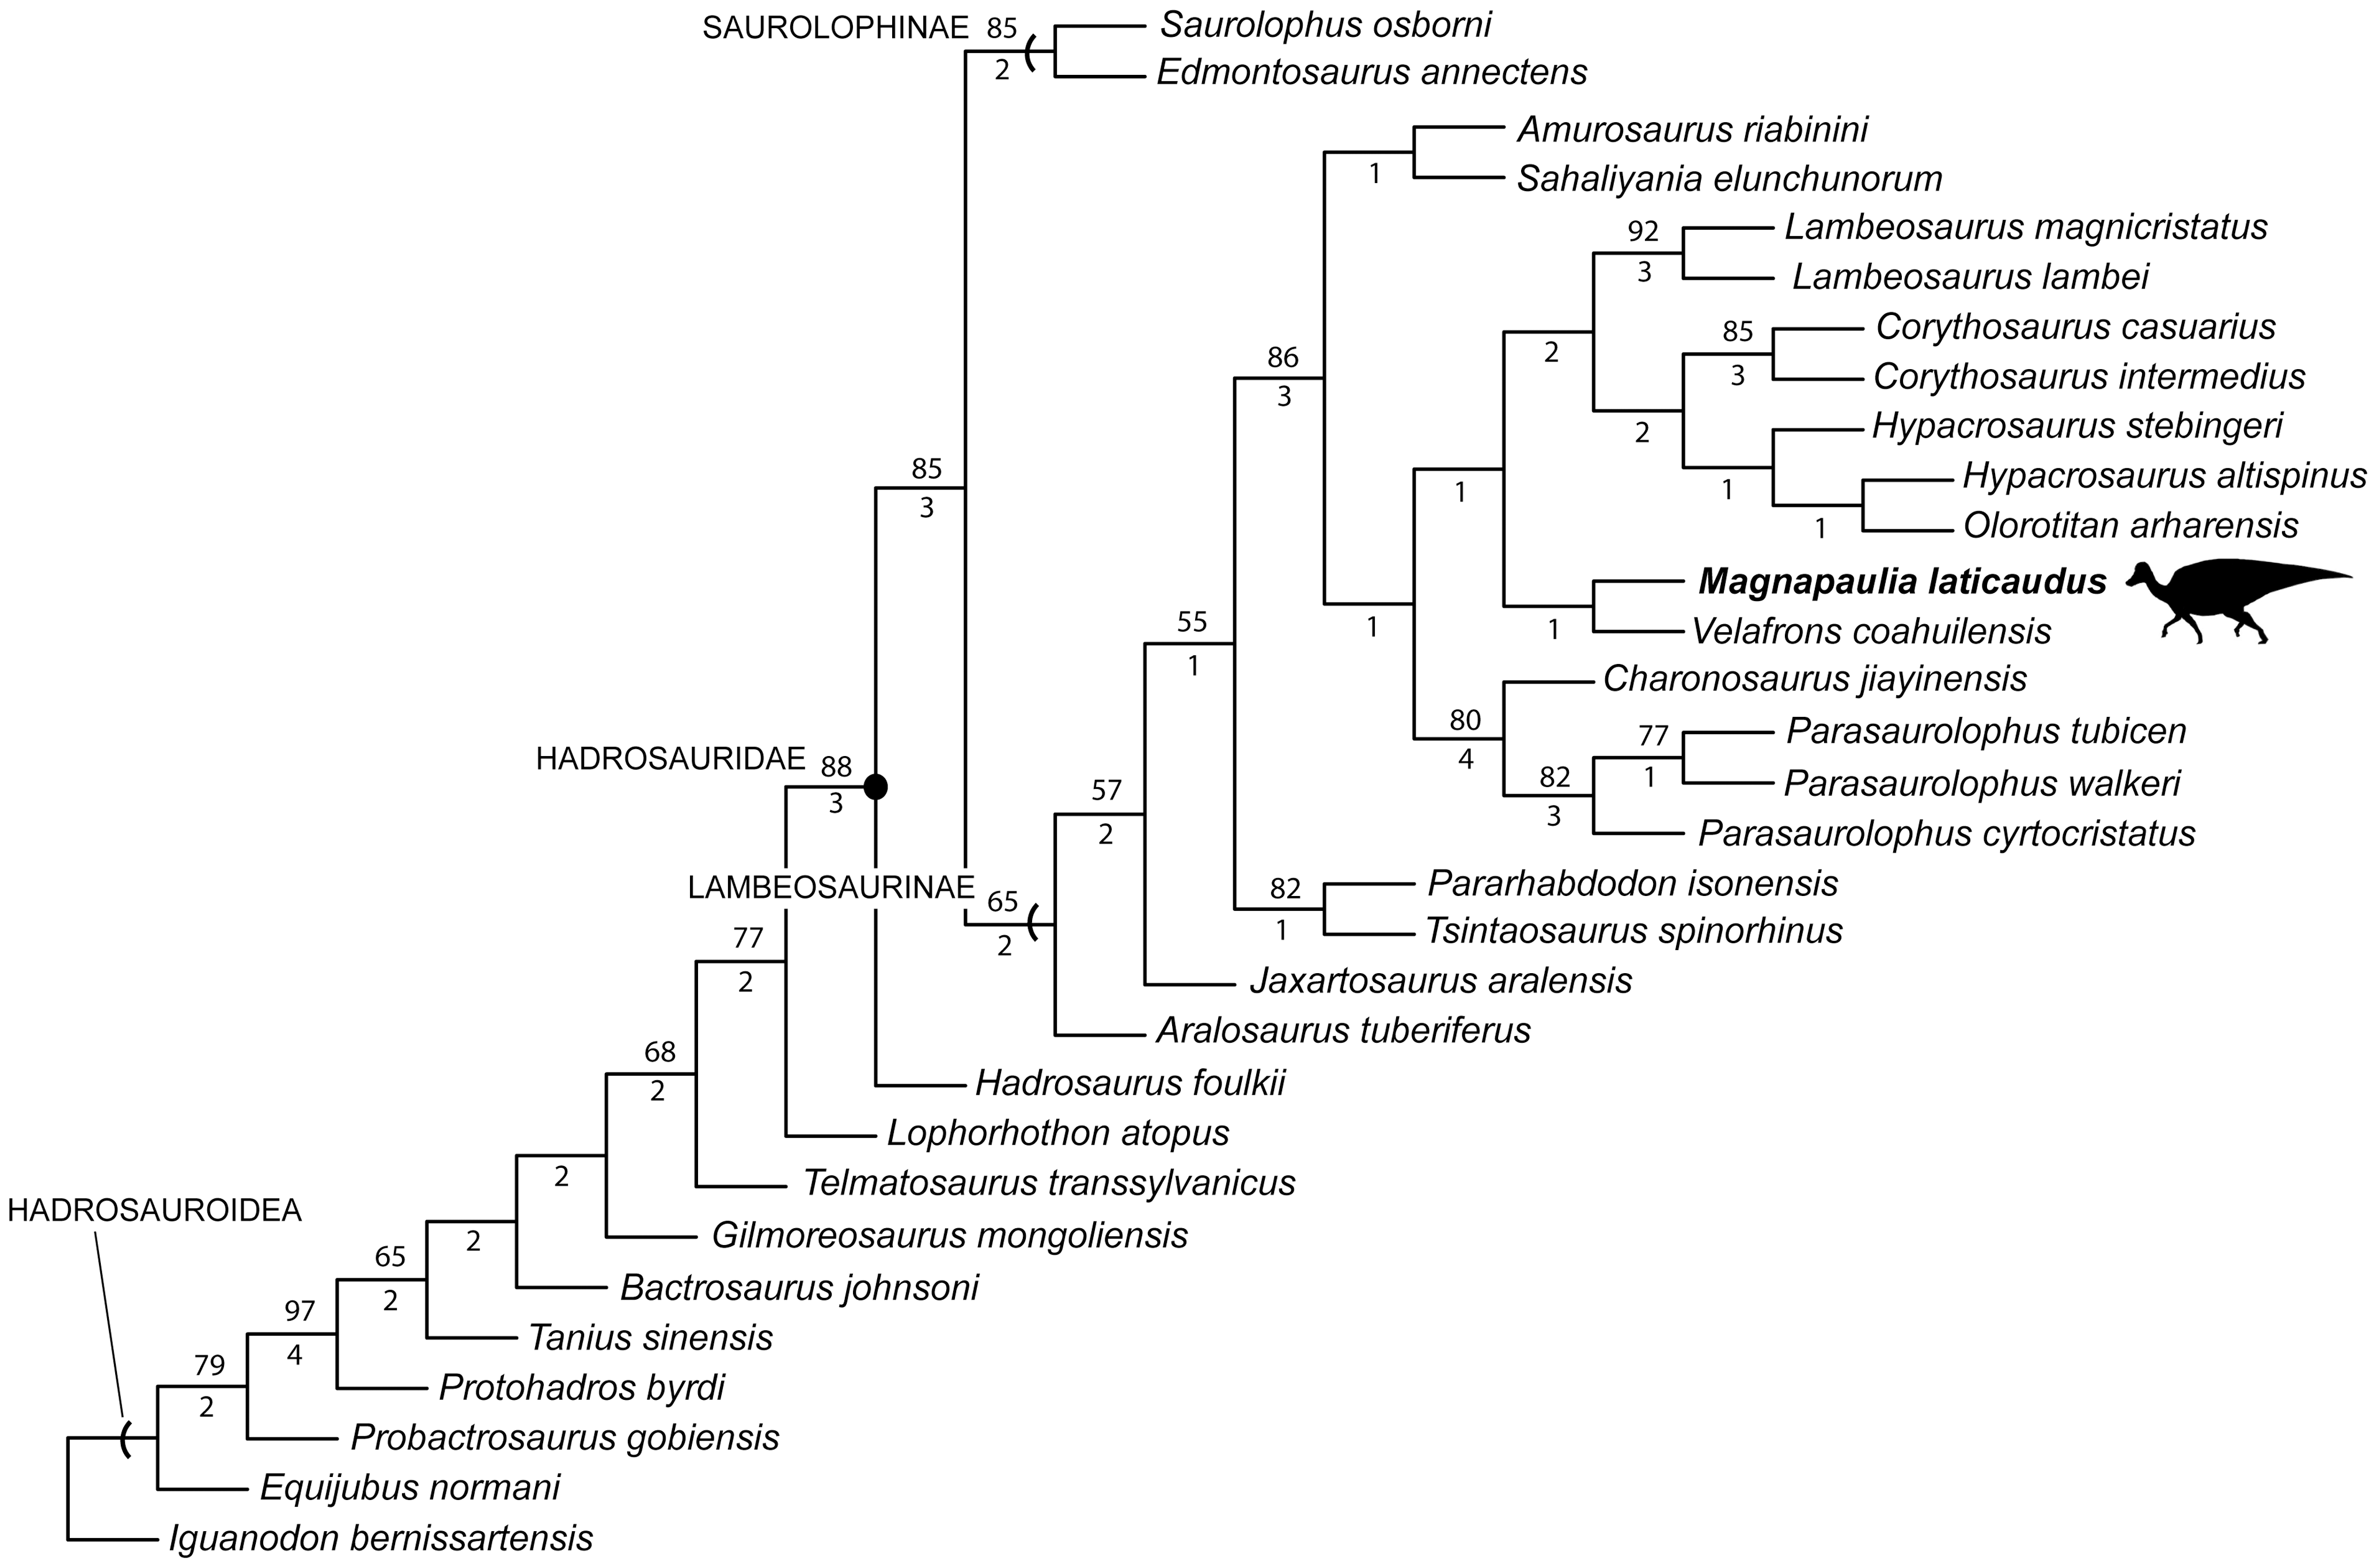 SAUROLOPHINAE 85 Saurolophus osborni
2 Edmontosaurus annectens
Amurosaurus riabinini
1 Sahaliyania elunchunorum
92 Lambeosaurus magnicristatus
3 Lambeosaurus lambei
85 Corythosaurus casuarius
2
86
3 Corythosaurus intermedius
3
2 Hypacrosaurus stebingeri
85 Hypacrosaurus altispinus
1 1
3 1 Olorotitan arharensis
Magnapaulia laticaudus
55 1 1 Velafrons coahuilensis
1 Charonosaurus jiayinensis
80 77 Parasaurolophus tubicen
HADROSAURIDAE 88 4
82 1 Parasaurolophus walkeri
57
3 3
2 Parasaurolophus cyrtocristatus
LAMBEOSAURINAE 82 Pararhabdodon isonensis
65
77 1 Tsintaosaurus spinorhinus
2
2 Jaxartosaurus aralensis
Aralosaurus tuberiferus
68
2 Hadrosaurus foulkii
Lophorhothon atopus
2 Telmatosaurus transsylvanicus
HADROSAUROIDEA
2 Gilmoreosaurus mongoliensis
65
2 Bactrosaurus johnsoni
97
Tanius sinensis
4
79
2 Protohadros byrdi
Probactrosaurus gobiensis
Equijubus normani
Iguanodon bernissartensis